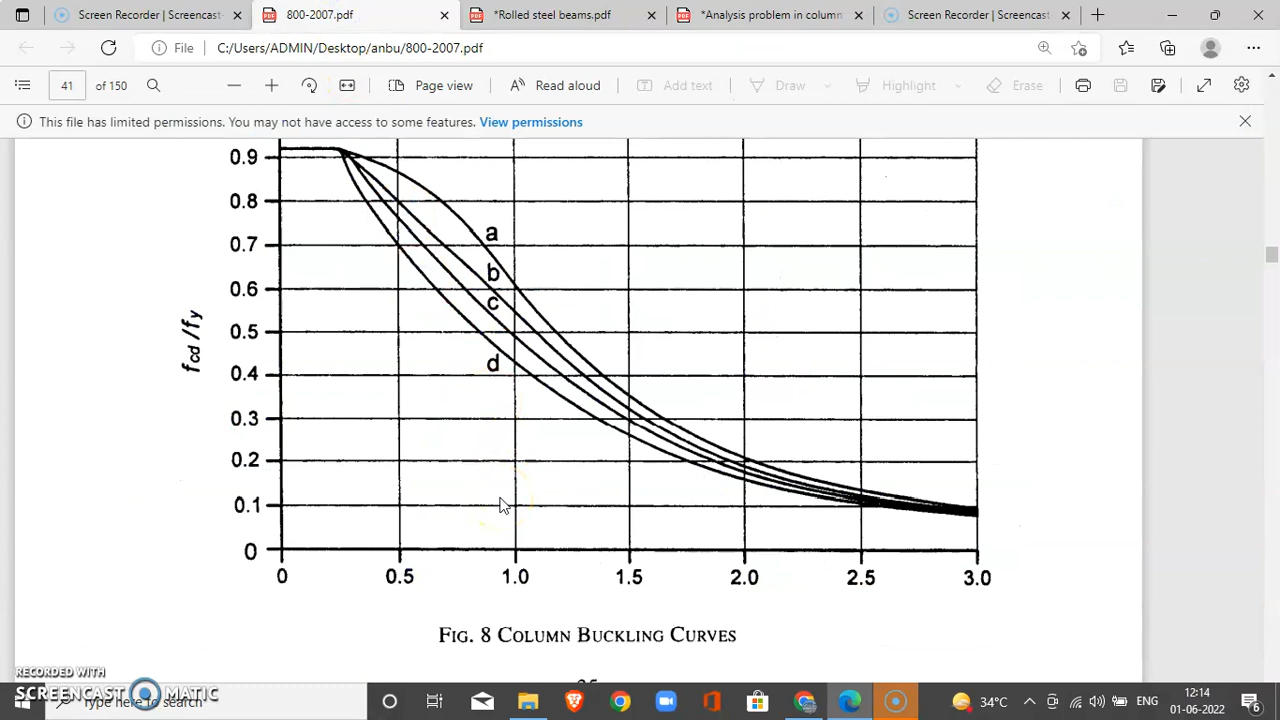 Screen Recorder | Screencast- 800-2007.pdf *Rolled steel beams.pdf *Analysis problem in column Screen Recorder | Screencast
File C:/Users/ADMIN/Desktop/anbu/800-2007.pdf
41 of 150 Page view Read aloud Add text Draw Highlight Erase
This file has limited permissions. You may not have access to some features. View permissions
0.9
0.8
0.7
0.6
0.5
0.4
0.3
0.2
0.1
0
fcd /fy
a
b
c
d
0 0.5 1.0 1.5 2.0 2.5 3.0
FIG. 8 COLUMN BUCKLING CURVES
RECORDED WITH
SCREENCAST MATIC
Type here to search
34°C ENG 12:14
01-06-2022
6